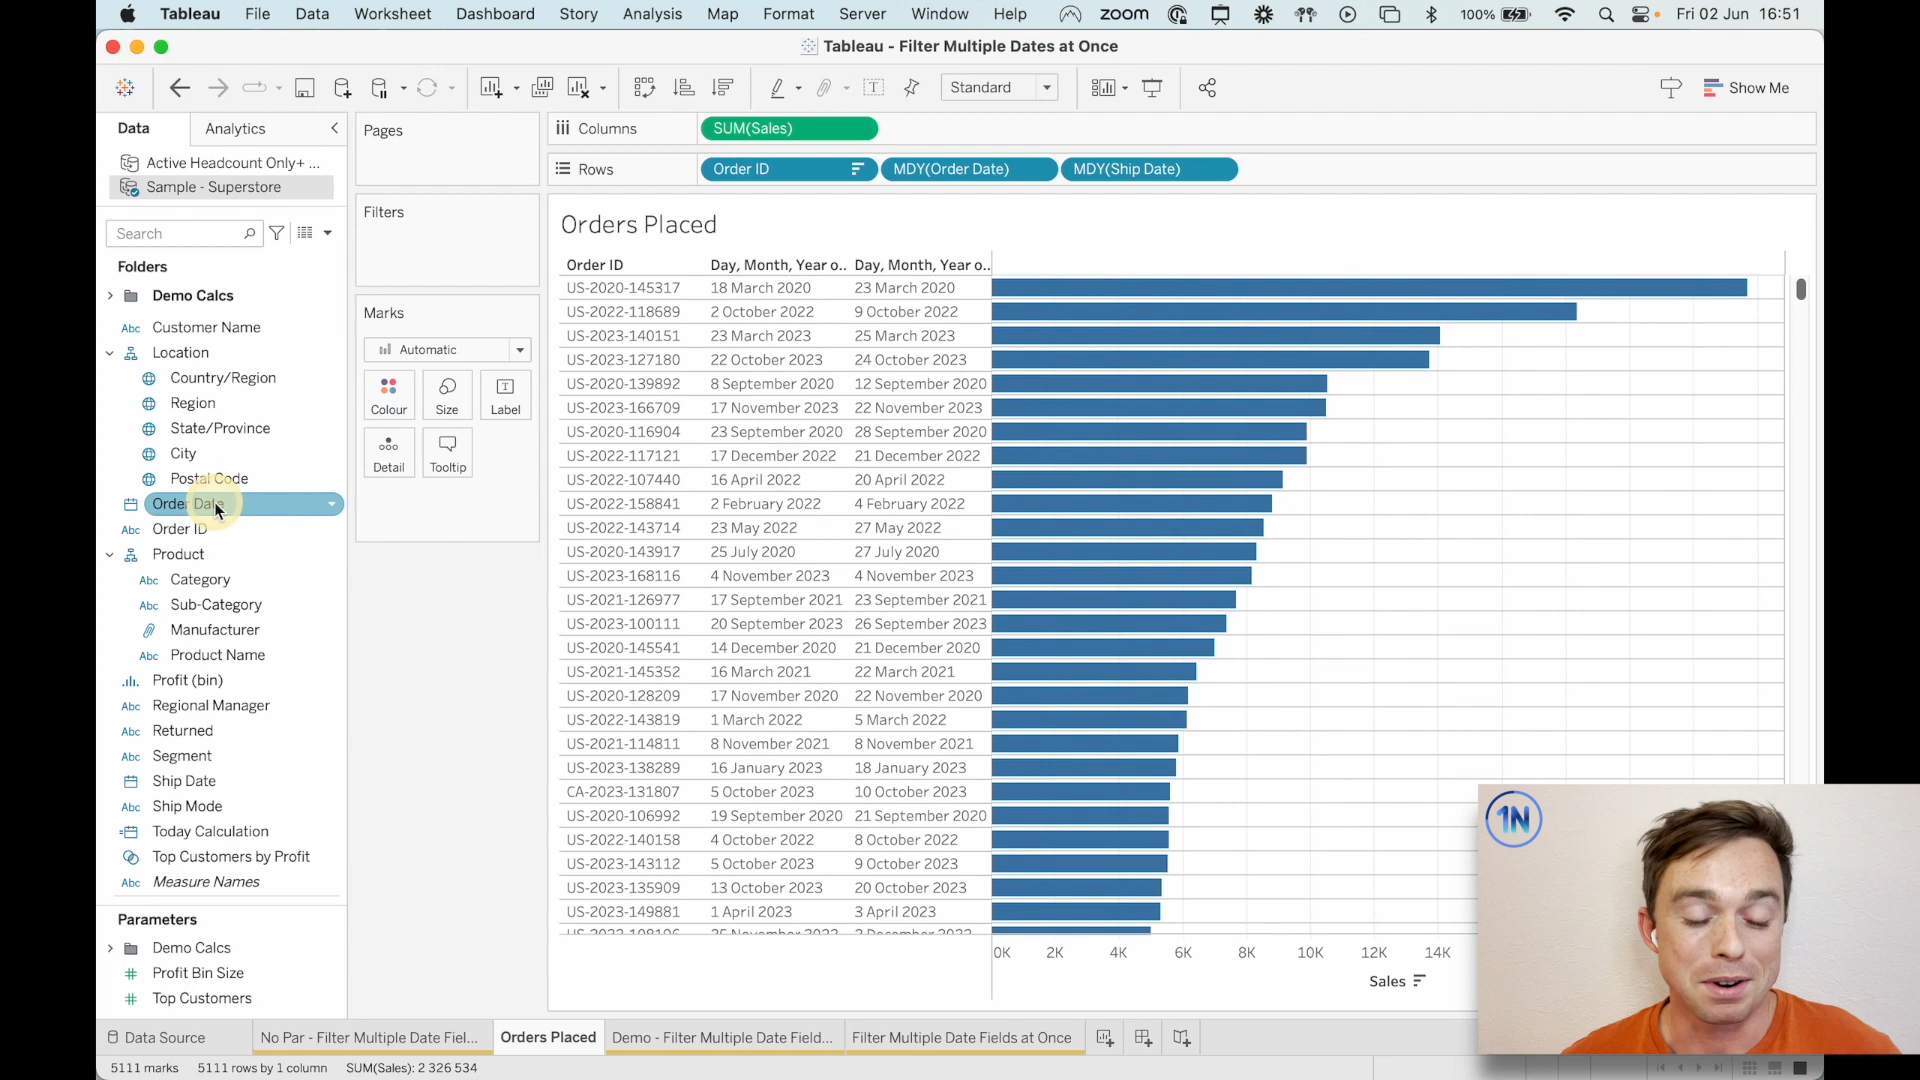 Tableau File Data Worksheet Dashboard Story Analysis Map Format Server Window Help zoom 100% Fri 02 Jun 16:51
Tableau - Filter Multiple Dates at Once
Standard Show Me
Data Analytics
Active Headcount Only+ ...
Sample - Superstore
Search
Folders
Demo Calcs
Abc Customer Name
Location
Country/Region
Region
State/Province
City
Postal Code
Order Date
Abc Order ID
Product
Abc Category
Abc Sub-Category
Manufacturer
Abc Product Name
Profit (bin)
Abc Regional Manager
Abc Returned
Abc Segment
Ship Date
Abc Ship Mode
Today Calculation
Top Customers by Profit
Abc Measure Names
Parameters
Demo Calcs
Profit Bin Size
Top Customers
Pages
Filters
Marks
Automatic
Colour Size Label
Detail Tooltip
Columns SUM(Sales)
Rows Order ID MDY(Order Date) MDY(Ship Date)
Orders Placed
Order ID Day, Month, Year o.. Day, Month, Year o..
US-2020-145317 18 March 2020 23 March 2020
US-2022-118689 2 October 2022 9 October 2022
US-2023-140151 23 March 2023 25 March 2023
US-2023-127180 22 October 2023 24 October 2023
US-2020-139892 8 September 2020 12 September 2020
US-2023-166709 17 November 2023 22 November 2023
US-2020-116904 23 September 2020 28 September 2020
US-2022-117121 17 December 2022 21 December 2022
US-2022-107440 16 April 2022 20 April 2022
US-2022-158841 2 February 2022 4 February 2022
US-2022-143714 23 May 2022 27 May 2022
US-2020-143917 25 July 2020 27 July 2020
US-2023-168116 4 November 2023 4 November 2023
US-2021-126977 17 September 2021 23 September 2021
US-2023-100111 20 September 2023 26 September 2023
US-2020-145541 14 December 2020 21 December 2020
US-2021-145352 16 March 2021 22 March 2021
US-2020-128209 17 November 2020 22 November 2020
US-2022-143819 1 March 2022 5 March 2022
US-2021-114811 8 November 2021 8 November 2021
US-2023-138289 16 January 2023 18 January 2023
CA-2023-131807 5 October 2023 10 October 2023
US-2020-106992 19 September 2020 21 September 2020
US-2022-140158 4 October 2022 8 October 2022
US-2023-143112 5 October 2023 9 October 2023
US-2023-135909 13 October 2023 20 October 2023
US-2023-149881 1 April 2023 3 April 2023
0K 2K 4K 6K 8K 10K 12K 14K
Sales
1N
Data Source No Par - Filter Multiple Date Fiel... Orders Placed Demo - Filter Multiple Date Field... Filter Multiple Date Fields at Once
5111 marks 5111 rows by 1 column SUM(Sales): 2 326 534